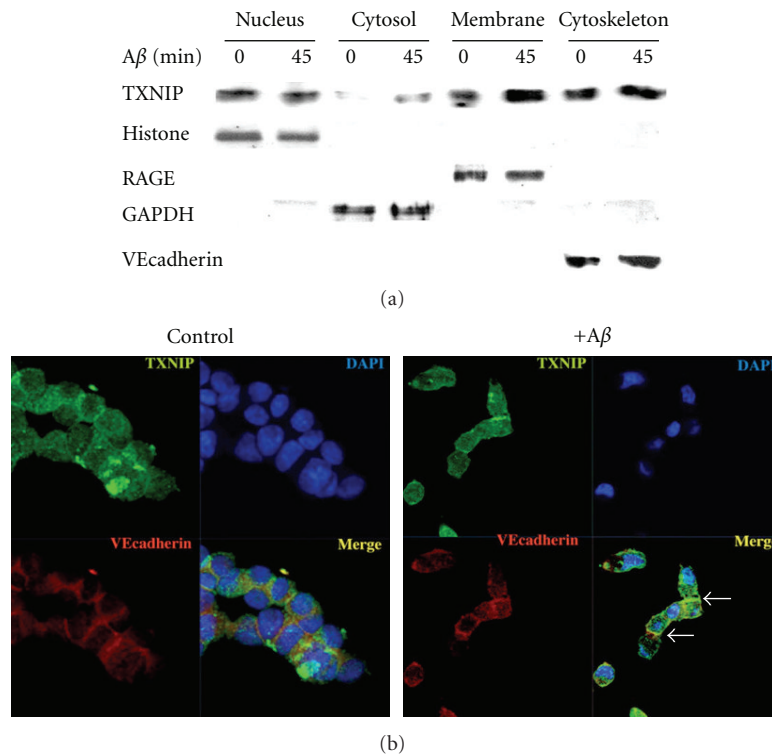 Nucleus Cytosol Membrane Cytoskeleton
Aβ (min) 0 45 0 45 0 45 0 45
TXNIP
Histone
RAGE
GAPDH
VEcadherin
(a)
Control +Aβ
TXNIP DAPI TXNIP DAPI
VEcadherin Merge VEcadherin Merge
(b)